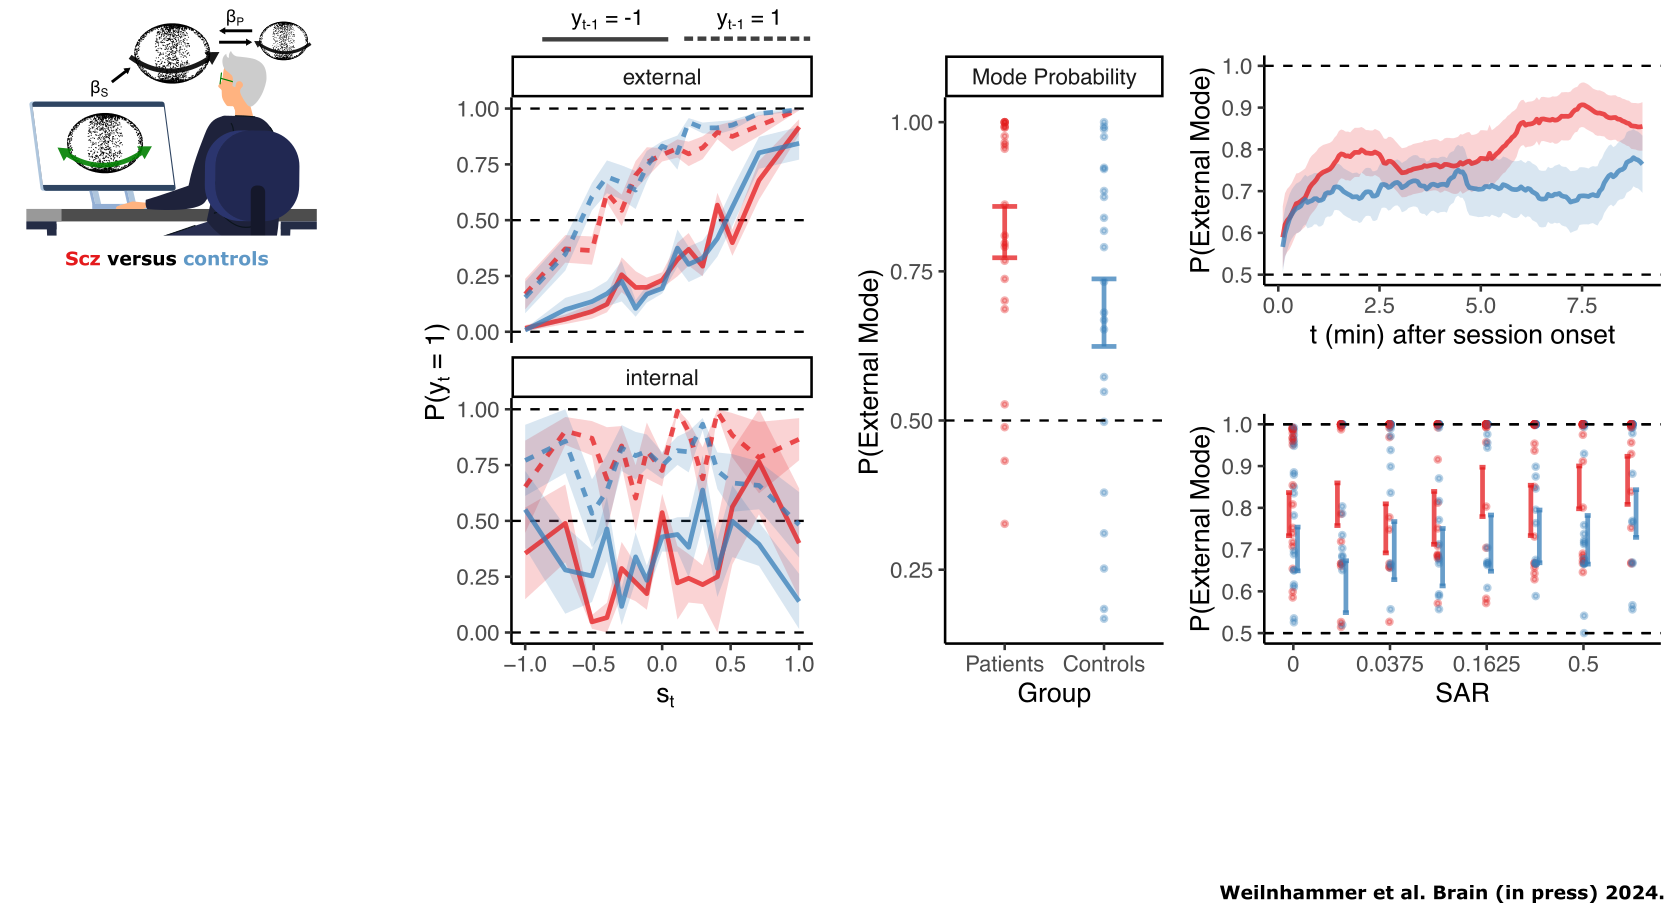 βP
βS
Scz versus controls
yt-1 = -1
yt-1 = 1
external
1.00
0.75
0.50
0.25
0.00
P(yt = 1)
internal
1.00
0.75
0.50
0.25
0.00
−1.0 −0.5 0.0 0.5 1.0
st
Mode Probability
1.00
0.75
0.50
0.25
P(External Mode)
Patients Controls
Group
1.0
0.9
0.8
0.7
0.6
0.5
P(External Mode)
0.0 2.5 5.0 7.5
t (min) after session onset
1.0
0.9
0.8
0.7
0.6
0.5
P(External Mode)
0 0.0375 0.1625 0.5
SAR
Weilnhammer et al. Brain (in press) 2024.